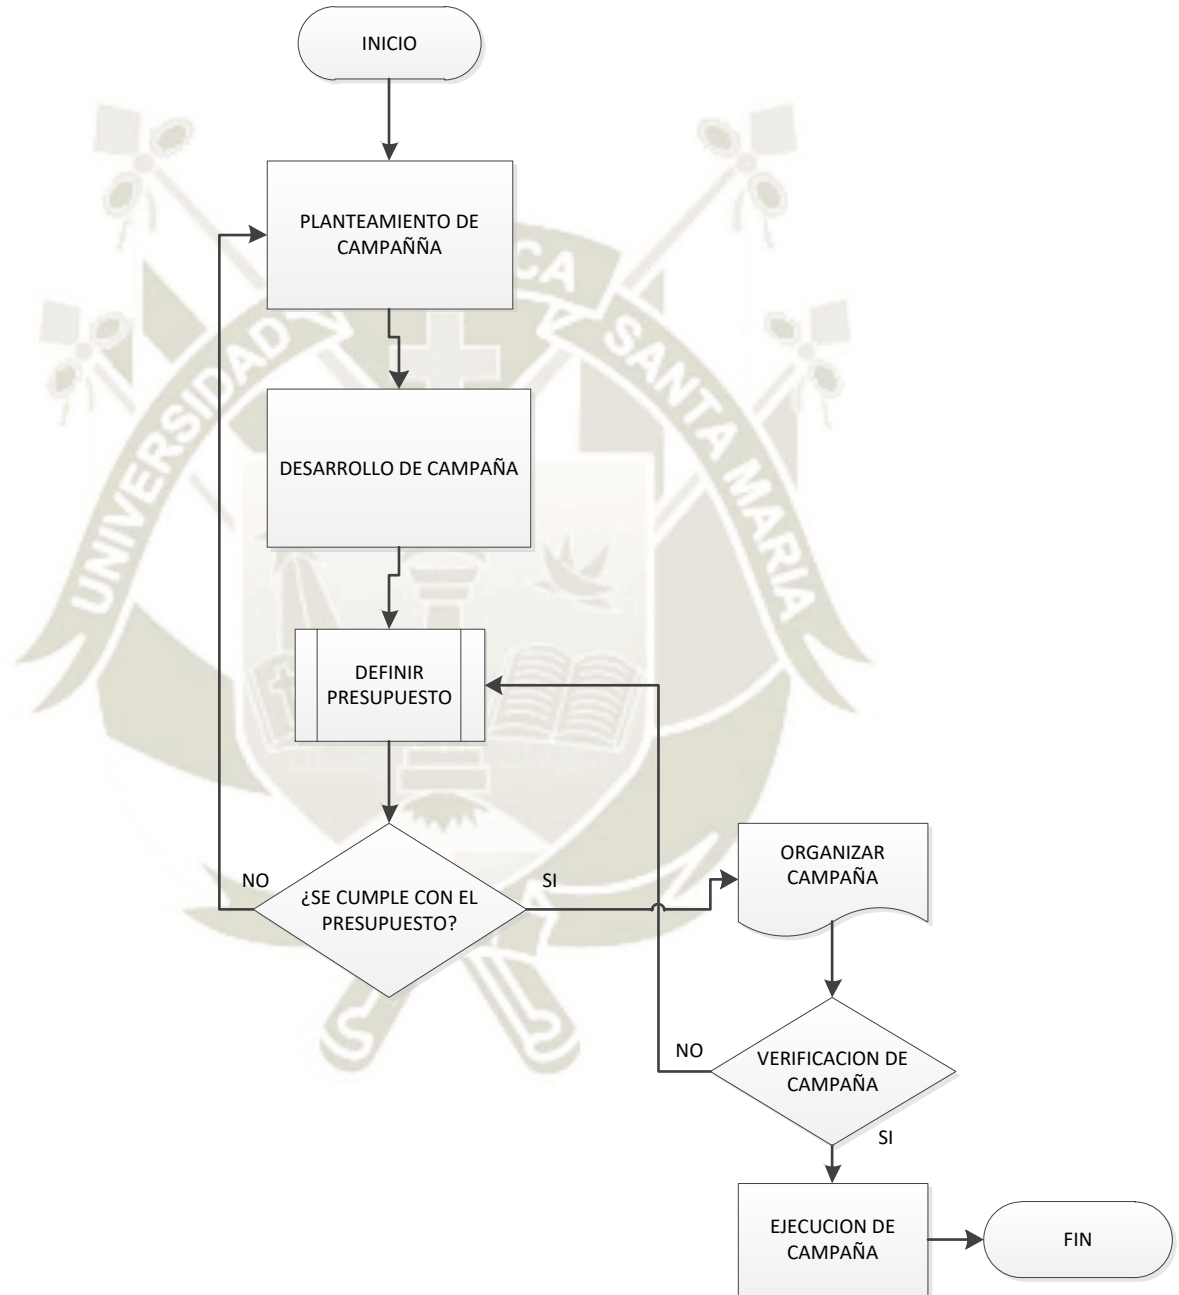 INICIO
PLANTEAMIENTO DE
CAMPAÑÑA
DESARROLLO DE CAMPAÑA
DEFINIR
PRESUPUESTO
¿SE CUMPLE CON EL
PRESUPUESTO?
NO
SI
ORGANIZAR
CAMPAÑA
VERIFICACION DE
CAMPAÑA
NO
SI
EJECUCION DE
CAMPAÑA
FIN
UNIVERSIDAD
CA
SANTA MARIA